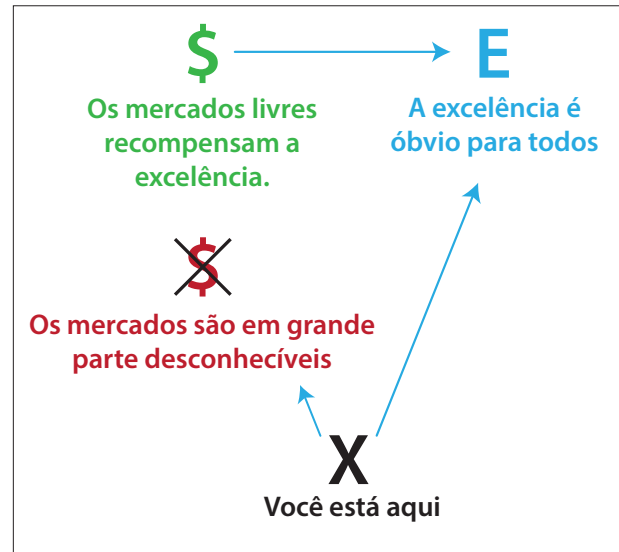 $
Os mercados livres
recompensam a
excelência.
E
A excelência é
óbvio para todos
$
Os mercados são em grande
parte desconhecíveis
X
Você está aqui